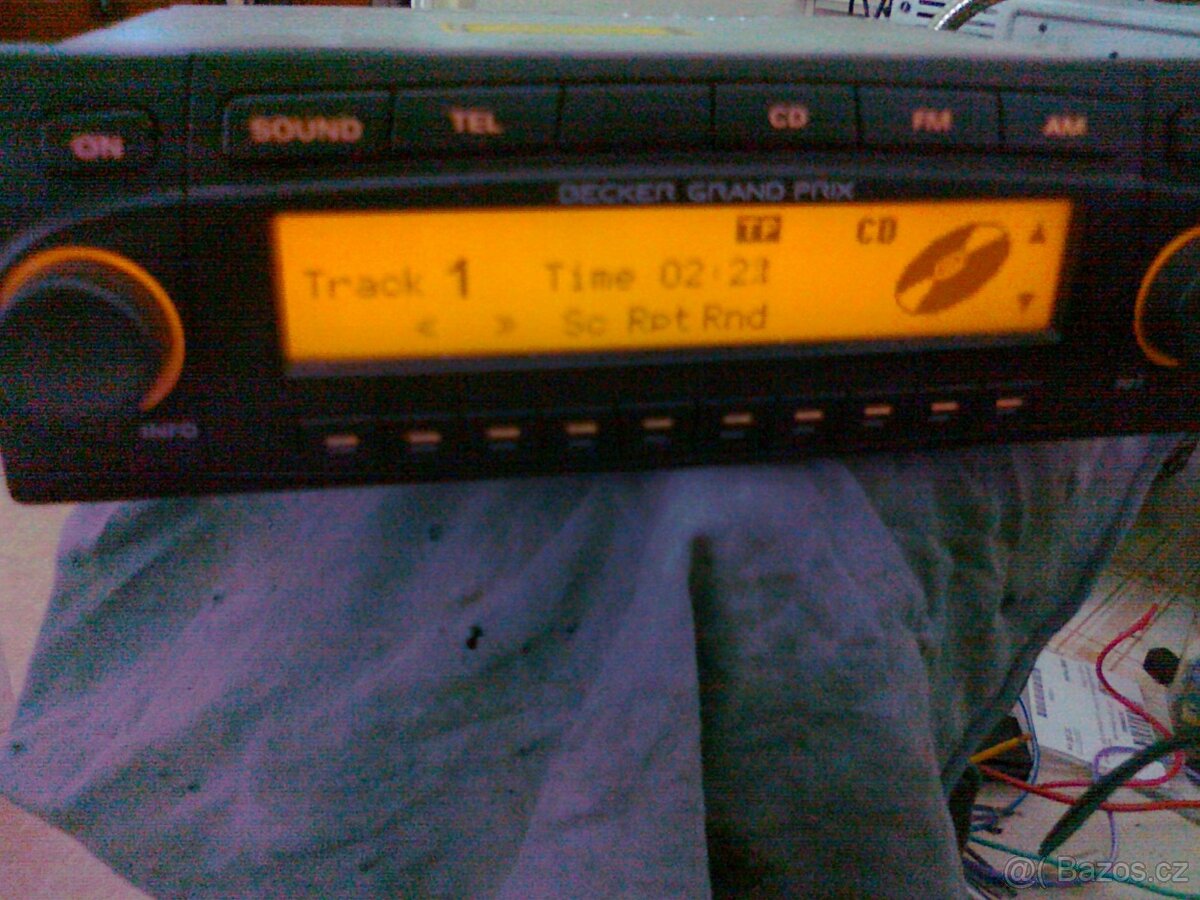 ON
SOUND TEL CD FM AM
BECKER GRAND PRIX
TP CD
Track 1 Time 02:23
< > Sc Rpt Rnd
INFO
@( Bazos.cz